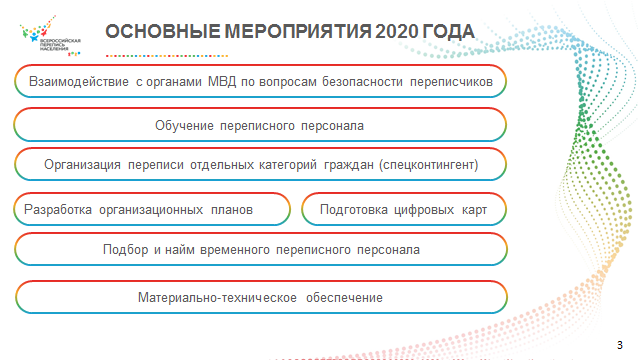 ВСЕРОССИЙСКАЯ
ПЕРЕПИСЬ
НАСЕЛЕНИЯ
ОСНОВНЫЕ МЕРОПРИЯТИЯ 2020 ГОДА
Взаимодействие с органами МВД по вопросам безопасности переписчиков
Обучение переписного персонала
Организация переписи отдельных категорий граждан (спецконтингент)
Разработка организационных планов
Подготовка цифровых карт
Подбор и найм временного переписного персонала
Материально-техническое обеспечение
3